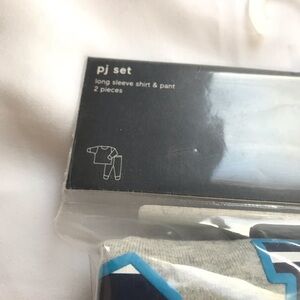 pj set
long sleeve shirt & pant
2 pieces